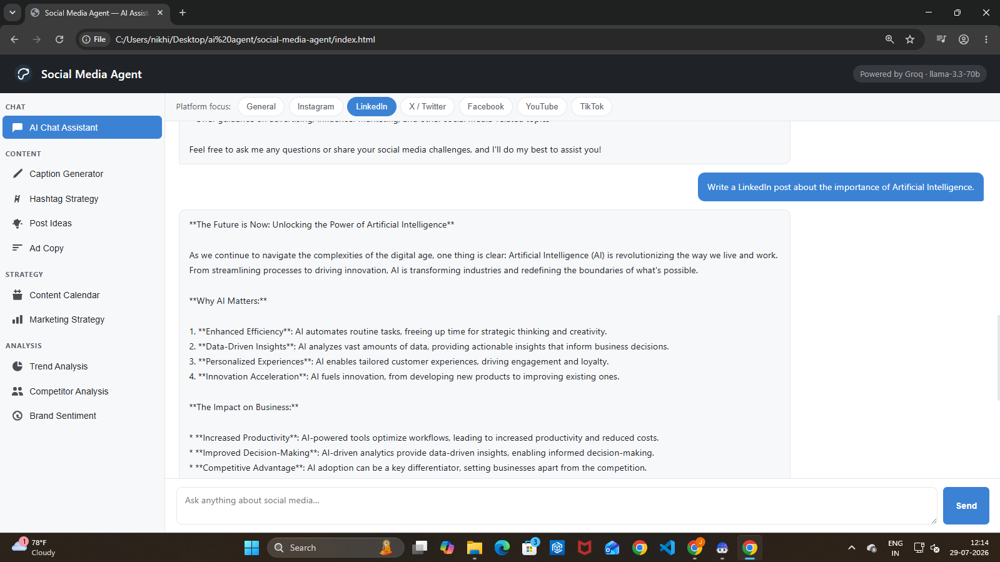 Social Media Agent — AI Assist
File
C:/Users/nikhi/Desktop/ai%20agent/social-media-agent/index.html
Social Media Agent
Powered by Groq · llama-3.3-70b
CHAT
AI Chat Assistant
CONTENT
Caption Generator
Hashtag Strategy
Post Ideas
Ad Copy
STRATEGY
Content Calendar
Marketing Strategy
ANALYSIS
Trend Analysis
Competitor Analysis
Brand Sentiment
Platform focus:
General
Instagram
LinkedIn
X / Twitter
Facebook
YouTube
TikTok
Feel free to ask me any questions or share your social media challenges, and I'll do my best to assist you!
Write a LinkedIn post about the importance of Artificial Intelligence.
**The Future is Now: Unlocking the Power of Artificial Intelligence**
As we continue to navigate the complexities of the digital age, one thing is clear: Artificial Intelligence (AI) is revolutionizing the way we live and work.
From streamlining processes to driving innovation, AI is transforming industries and redefining the boundaries of what's possible.
**Why AI Matters:**
1. **Enhanced Efficiency**: AI automates routine tasks, freeing up time for strategic thinking and creativity.
2. **Data-Driven Insights**: AI analyzes vast amounts of data, providing actionable insights that inform business decisions.
3. **Personalized Experiences**: AI enables tailored customer experiences, driving engagement and loyalty.
4. **Innovation Acceleration**: AI fuels innovation, from developing new products to improving existing ones.
**The Impact on Business:**
* **Increased Productivity**: AI-powered tools optimize workflows, leading to increased productivity and reduced costs.
* **Improved Decision-Making**: AI-driven analytics provide data-driven insights, enabling informed decision-making.
* **Competitive Advantage**: AI adoption can be a key differentiator, setting businesses apart from the competition.
Ask anything about social media...
Send
1
78°F
Cloudy
Search
3
J
ENG
IN
12:14
29-07-2026